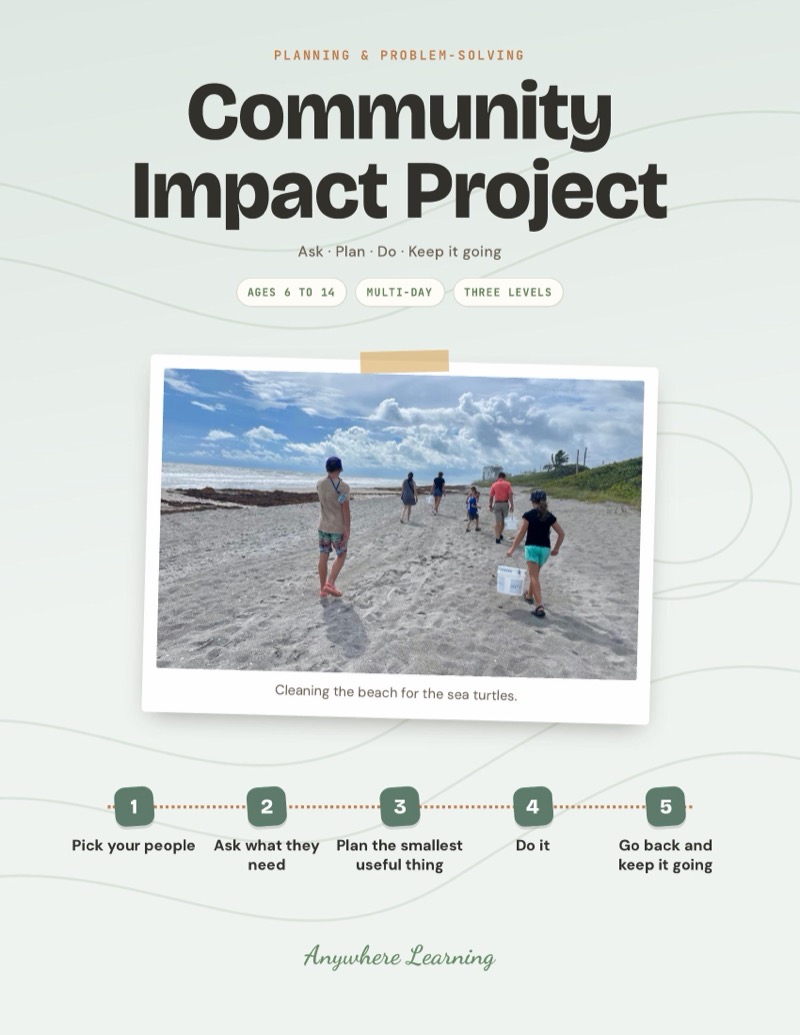 PLANNING & PROBLEM-SOLVING
Community
Impact Project
Ask · Plan · Do · Keep it going
AGES 6 TO 14
MULTI-DAY
THREE LEVELS
Cleaning the beach for the sea turtles.
1
2
3
4
5
Pick your people
Ask what they
need
Plan the smallest
useful thing
Do it
Go back and
keep it going
Anywhere Learning